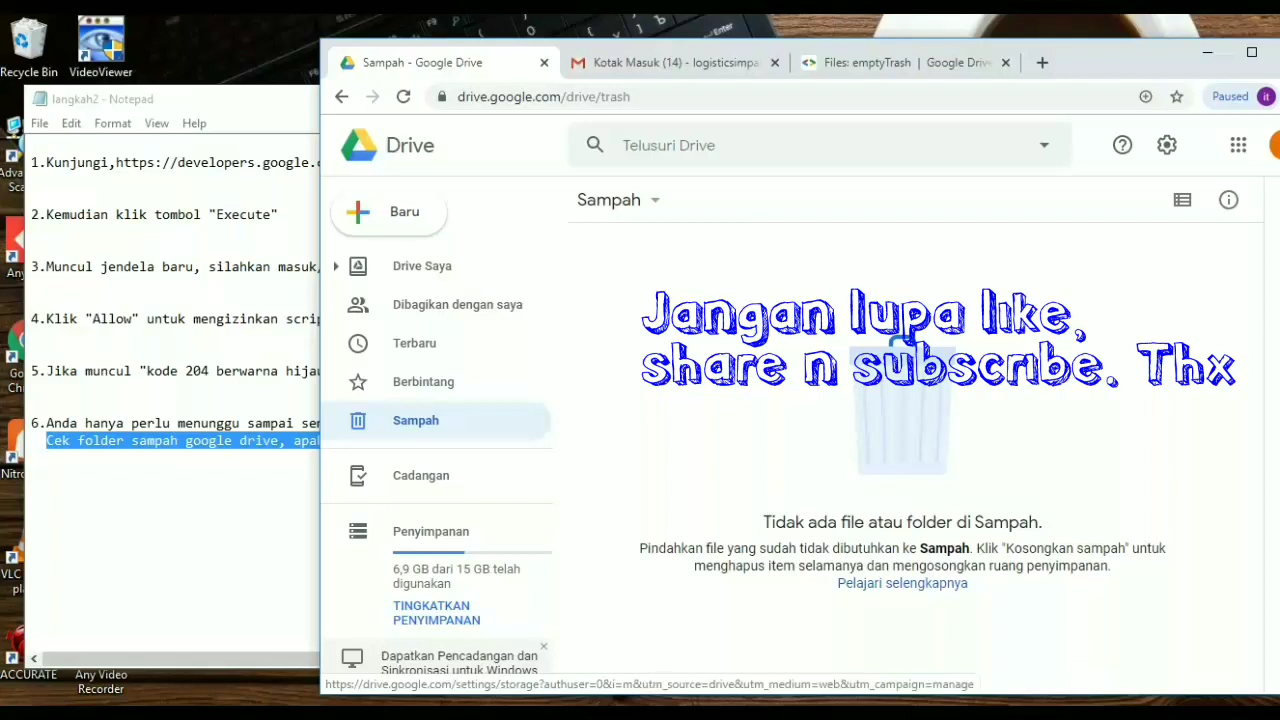 Recycle Bin
VideoViewer
langkah2 - Notepad
File Edit Format View Help
1.Kunjungi,https://developers.google.
2.Kemudian klik tombol "Execute"
3.Muncul jendela baru, silahkan masuk
4.Klik "Allow" untuk mengizinkan scrip
5.Jika muncul "kode 204 berwarna hijau
6.Anda hanya perlu menunggu sampai
Cek folder sampah google drive,
ACCURATE
Any Video
Recorder
Sampah - Google Drive
Kotak Masuk (14) - logisticsimpa
Files: emptyTrash | Google Driv
drive.google.com/drive/trash
Paused it
Drive
Telusuri Drive
Baru
Drive Saya
Dibagikan dengan saya
Terbaru
Berbintang
Sampah
Cadangan
Penyimpanan
6,9 GB dari 15 GB telah
digunakan
TINGKATKAN
PENYIMPANAN
Dapatkan Pencadangan dan
Sinkronisasi untuk Windows
Sampah
Jangan lupa like,
share n subscribe. Thx
Tidak ada file atau folder di Sampah.
Pindahkan file yang sudah tidak dibutuhkan ke Sampah. Klik "Kosongkan sampah" untuk
menghapus item selamanya dan mengosongkan ruang penyimpanan.
Pelajari selengkapnya
https://drive.google.com/settings/storage?authuser=0&i=m&utm_source=drive&utm_medium=web&utm_campaign=manage